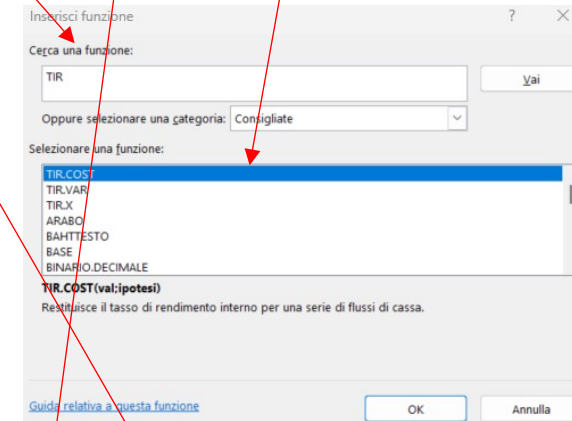 Inserisci funzione
Cerca una funzione:
TIR
Vai
Oppure selezionare una categoria: Consigliate
Selezionare una funzione:
TIR.COST
TIR.VAR
TIR.X
ARABO
BAHTTESTO
BASE
BINARIO.DECIMALE
TIR.COST(val;ipotesi)
Restituisce il tasso di rendimento interno per una serie di flussi di cassa.
Guida relativa a questa funzione
OK
Annulla